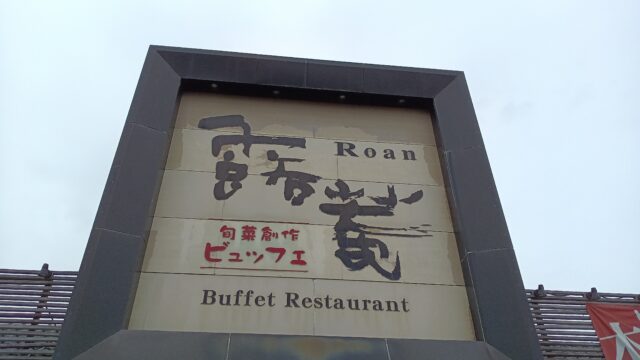 露菴
Roan
旬菜創作
ビュッフェ
Buffet Restaurant